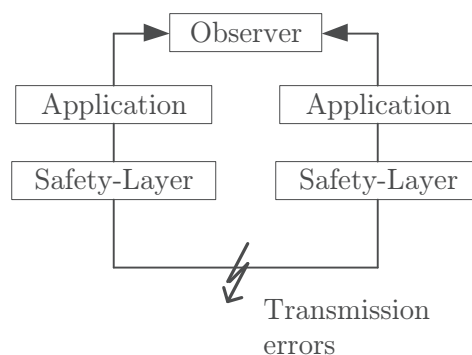 Observer
Application
Application
Safety-Layer
Safety-Layer
Transmission
errors